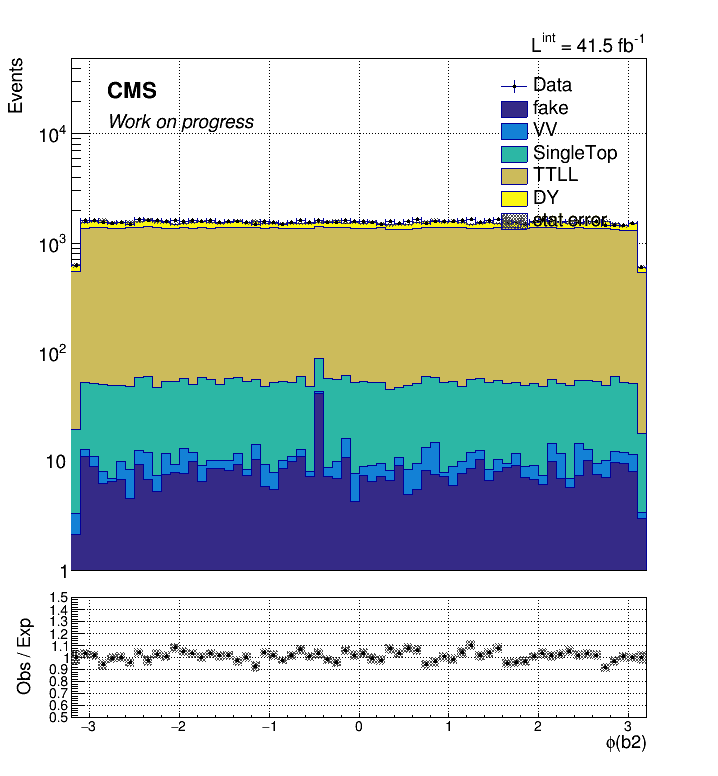 L^int = 41.5 fb^-1
Events
CMS
Work on progress
Data
fake
VV
SingleTop
TTLL
DY
stat error
10^4
10^3
10^2
10
1
Obs / Exp
1.5
1.4
1.3
1.2
1.1
1
0.9
0.8
0.7
0.6
0.5
−3 −2 −1 0 1 2 3
ϕ(b2)